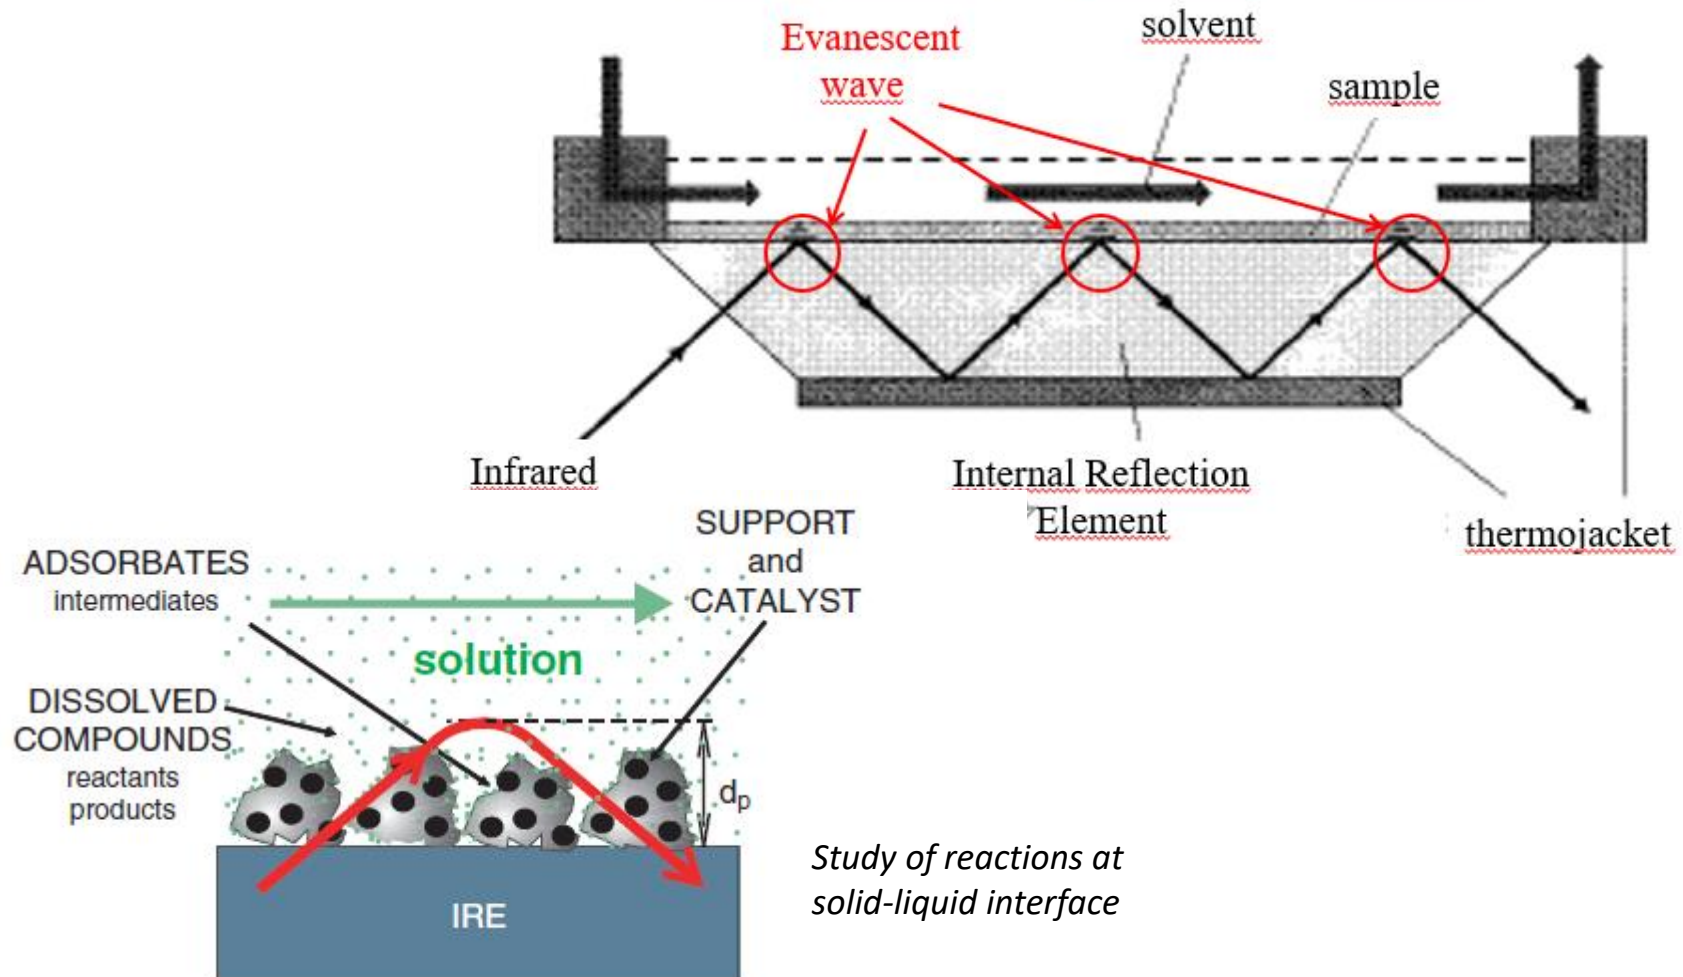 Evanescent
wave
solvent
sample
Infrared
Internal Reflection
Element
thermojacket
ADSORBATES
intermediates
SUPPORT
and
CATALYST
solution
DISSOLVED
COMPOUNDS
reactants
products
dp
IRE
Study of reactions at
solid-liquid interface